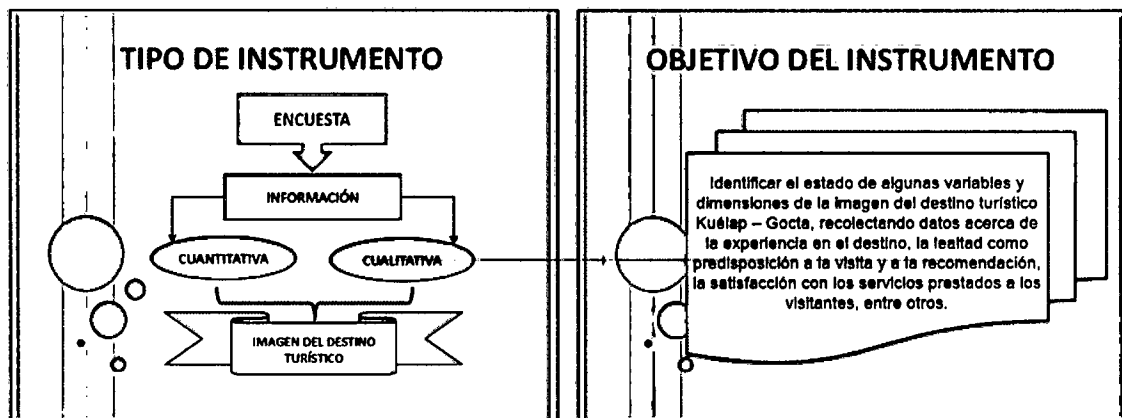 TIPO DE INSTRUMENTO
ENCUESTA
INFORMACIÓN
CUANTITATIVA
CUALITATIVA
IMAGEN DEL DESTINO
TURÍSTICO
OBJETIVO DEL INSTRUMENTO
Identificar el estado de algunas variables y
dimensiones de la imagen del destino turístico
Kuélap – Gocta, recolectando datos acerca de
la experiencia en el destino, la lealtad como
predisposición a la visita y a la recomendación,
la satisfacción con los servicios prestados a los
visitantes, entre otros.